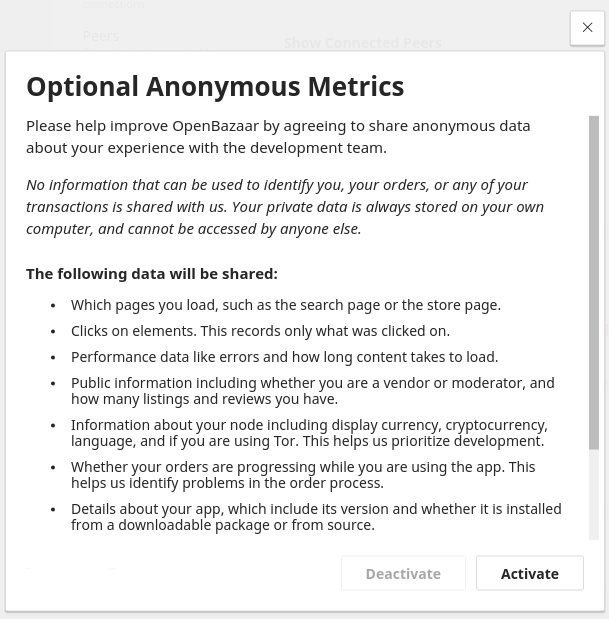 Peers
Show Connected Peers
Optional Anonymous Metrics
Please help improve OpenBazaar by agreeing to share anonymous data
about your experience with the development team.
No information that can be used to identify you, your orders, or any of your
transactions is shared with us. Your private data is always stored on your own
computer, and cannot be accessed by anyone else.
The following data will be shared:
• Which pages you load, such as the search page or the store page.
• Clicks on elements. This records only what was clicked on.
• Performance data like errors and how long content takes to load.
• Public information including whether you are a vendor or moderator, and
how many listings and reviews you have.
• Information about your node including display currency, cryptocurrency,
language, and if you are using Tor. This helps us prioritize development.
• Whether your orders are progressing while you are using the app. This
helps us identify problems in the order process.
• Details about your app, which include its version and whether it is installed
from a downloadable package or from source.
Deactivate
Activate